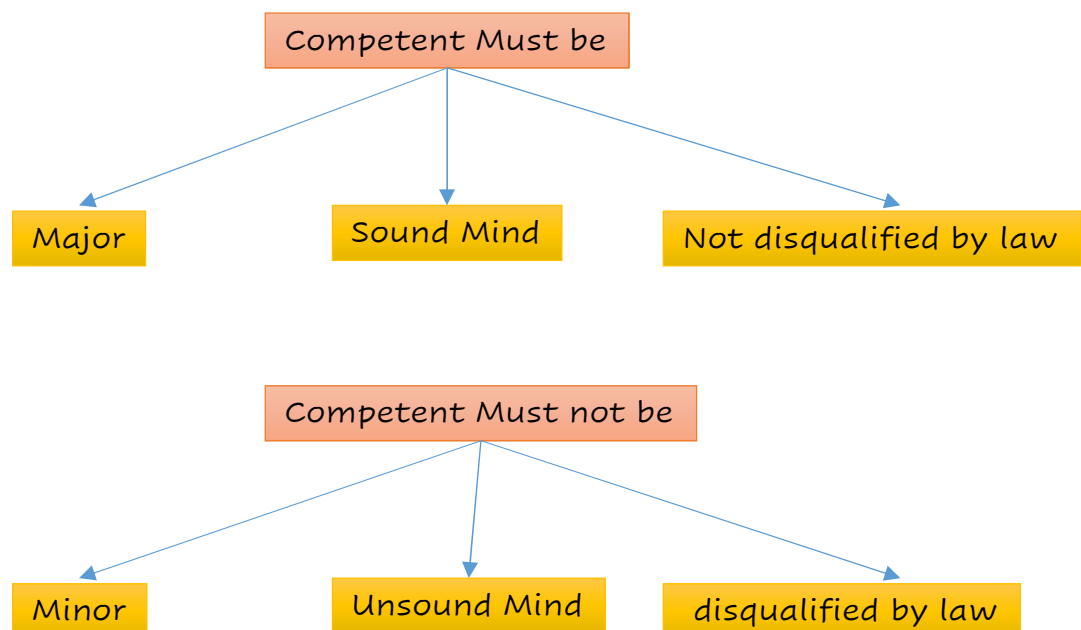 Competent Must be
Major
Sound Mind
Not disqualified by law
Competent Must not be
Minor
Unsound Mind
disqualified by law